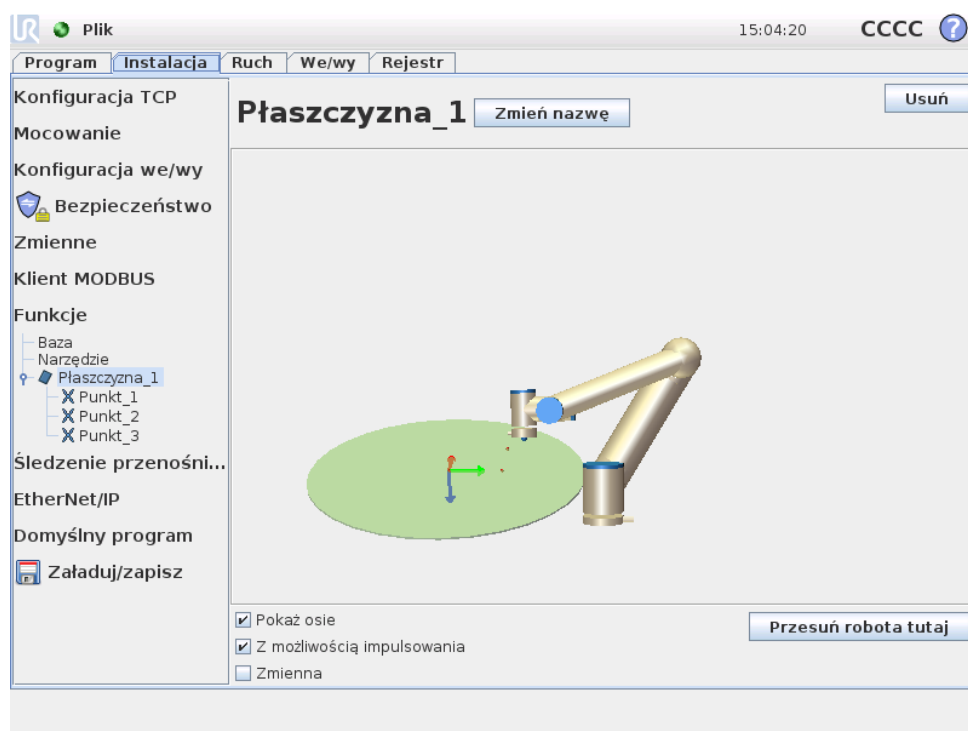 UR Plik 15:04:20 CCCC ?
Program Instalacja Ruch We/wy Rejestr
Konfiguracja TCP
Mocowanie
Konfiguracja we/wy
Bezpieczeństwo
Zmienne
Klient MODBUS
Funkcje
Baza
Narzędzie
Płaszczyzna_1
Punkt_1
Punkt_2
Punkt_3
Śledzenie przenośni...
EtherNet/IP
Domyślny program
Załaduj/zapisz
Płaszczyzna_1 Zmień nazwę Usuń
Pokaż osie
Z możliwością impulsowania
Zmienna
Przesuń robota tutaj